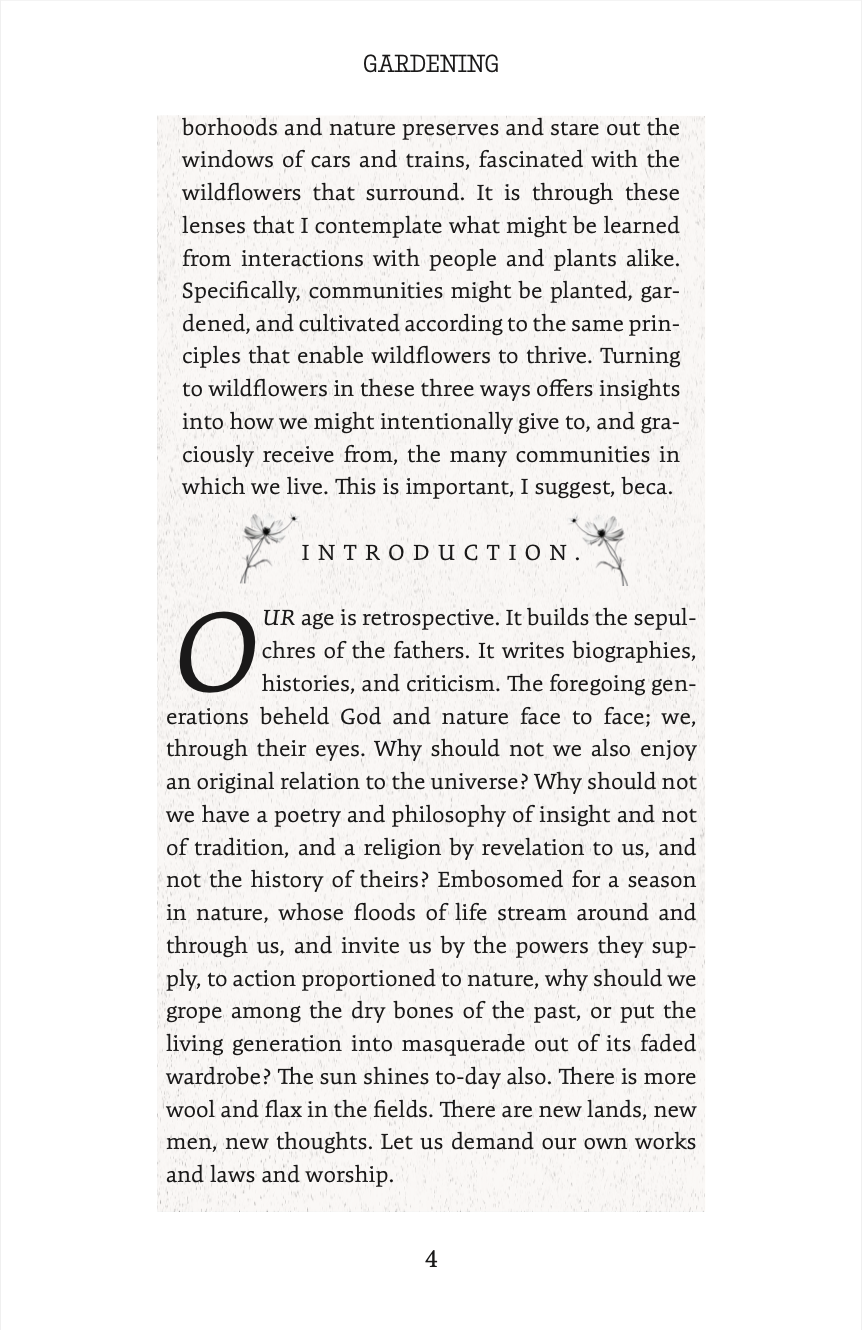 GARDENING
borhoods and nature preserves and stare out the
windows of cars and trains, fascinated with the
wildflowers that surround. It is through these
lenses that I contemplate what might be learned
from interactions with people and plants alike.
Specifically, communities might be planted, gar-
dened, and cultivated according to the same prin-
ciples that enable wildflowers to thrive. Turning
to wildflowers in these three ways offers insights
into how we might intentionally give to, and gra-
ciously receive from, the many communities in
which we live. This is important, I suggest, beca.
INTRODUCTION.
OUR age is retrospective. It builds the sepul-
chres of the fathers. It writes biographies,
histories, and criticism. The foregoing gen-
erations beheld God and nature face to face; we,
through their eyes. Why should not we also enjoy
an original relation to the universe? Why should not
we have a poetry and philosophy of insight and not
of tradition, and a religion by revelation to us, and
not the history of theirs? Embosomed for a season
in nature, whose floods of life stream around and
through us, and invite us by the powers they sup-
ply, to action proportioned to nature, why should we
grope among the dry bones of the past, or put the
living generation into masquerade out of its faded
wardrobe? The sun shines to-day also. There is more
wool and flax in the fields. There are new lands, new
men, new thoughts. Let us demand our own works
and laws and worship.
4